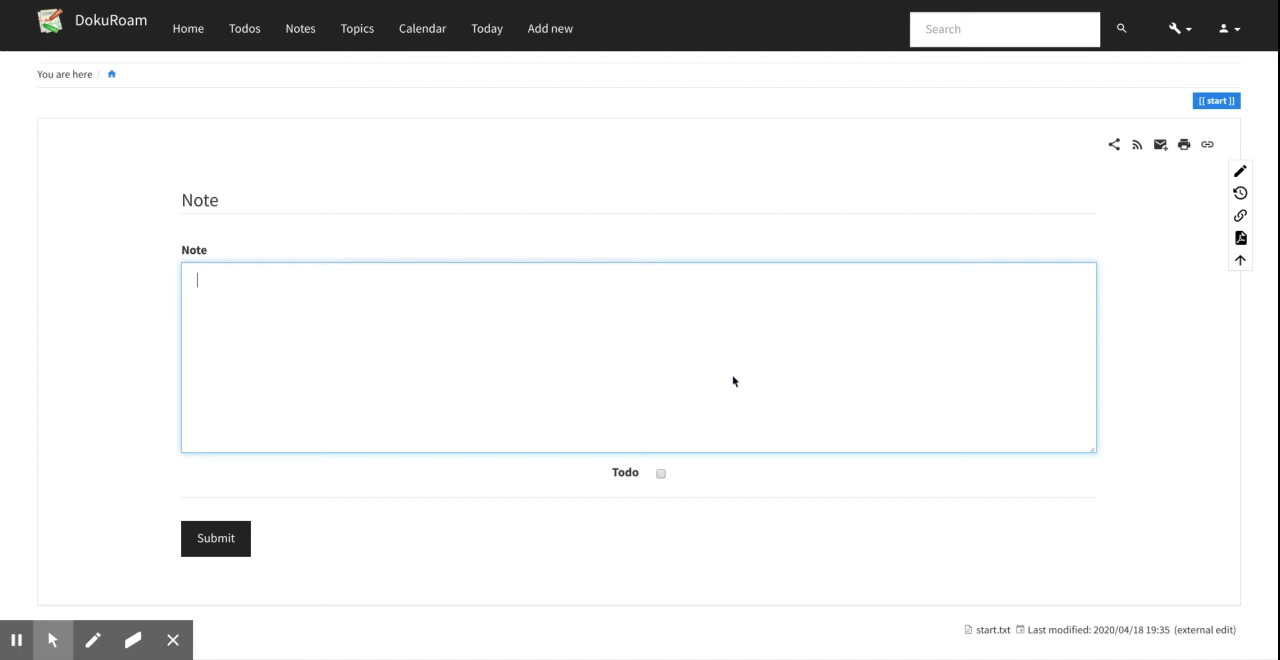 DokuRoam
Home Todos Notes Topics Calendar Today Add new Search
You are here /
[[ start ]]
Note
Note
Todo
Submit
start.txt Last modified: 2020/04/18 19:35 (external edit)